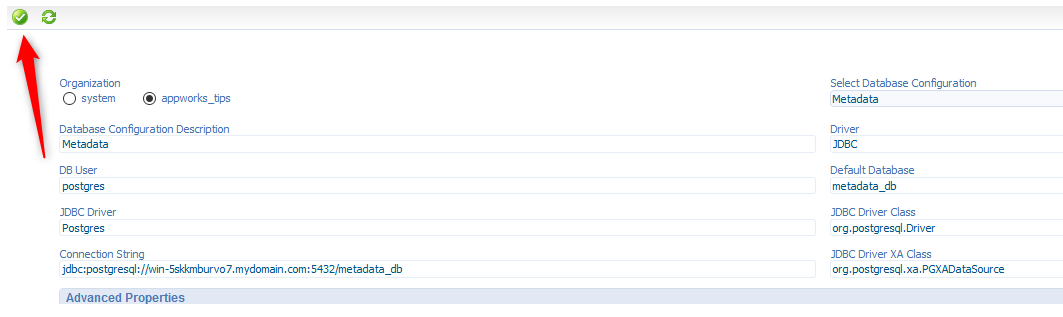 Organization
Select Database Configuration
system
appworks_tips
Metadata
Database Configuration Description
Driver
Metadata
JDBC
DB User
Default Database
postgres
metadata_db
JDBC Driver
JDBC Driver Class
Postgres
org.postgresql.Driver
Connection String
JDBC Driver XA Class
jdbc:postgresql://win-5skkmburvo7.mydomain.com:5432/metadata_db
org.postgresql.xa.PGXADataSource
Advanced Properties